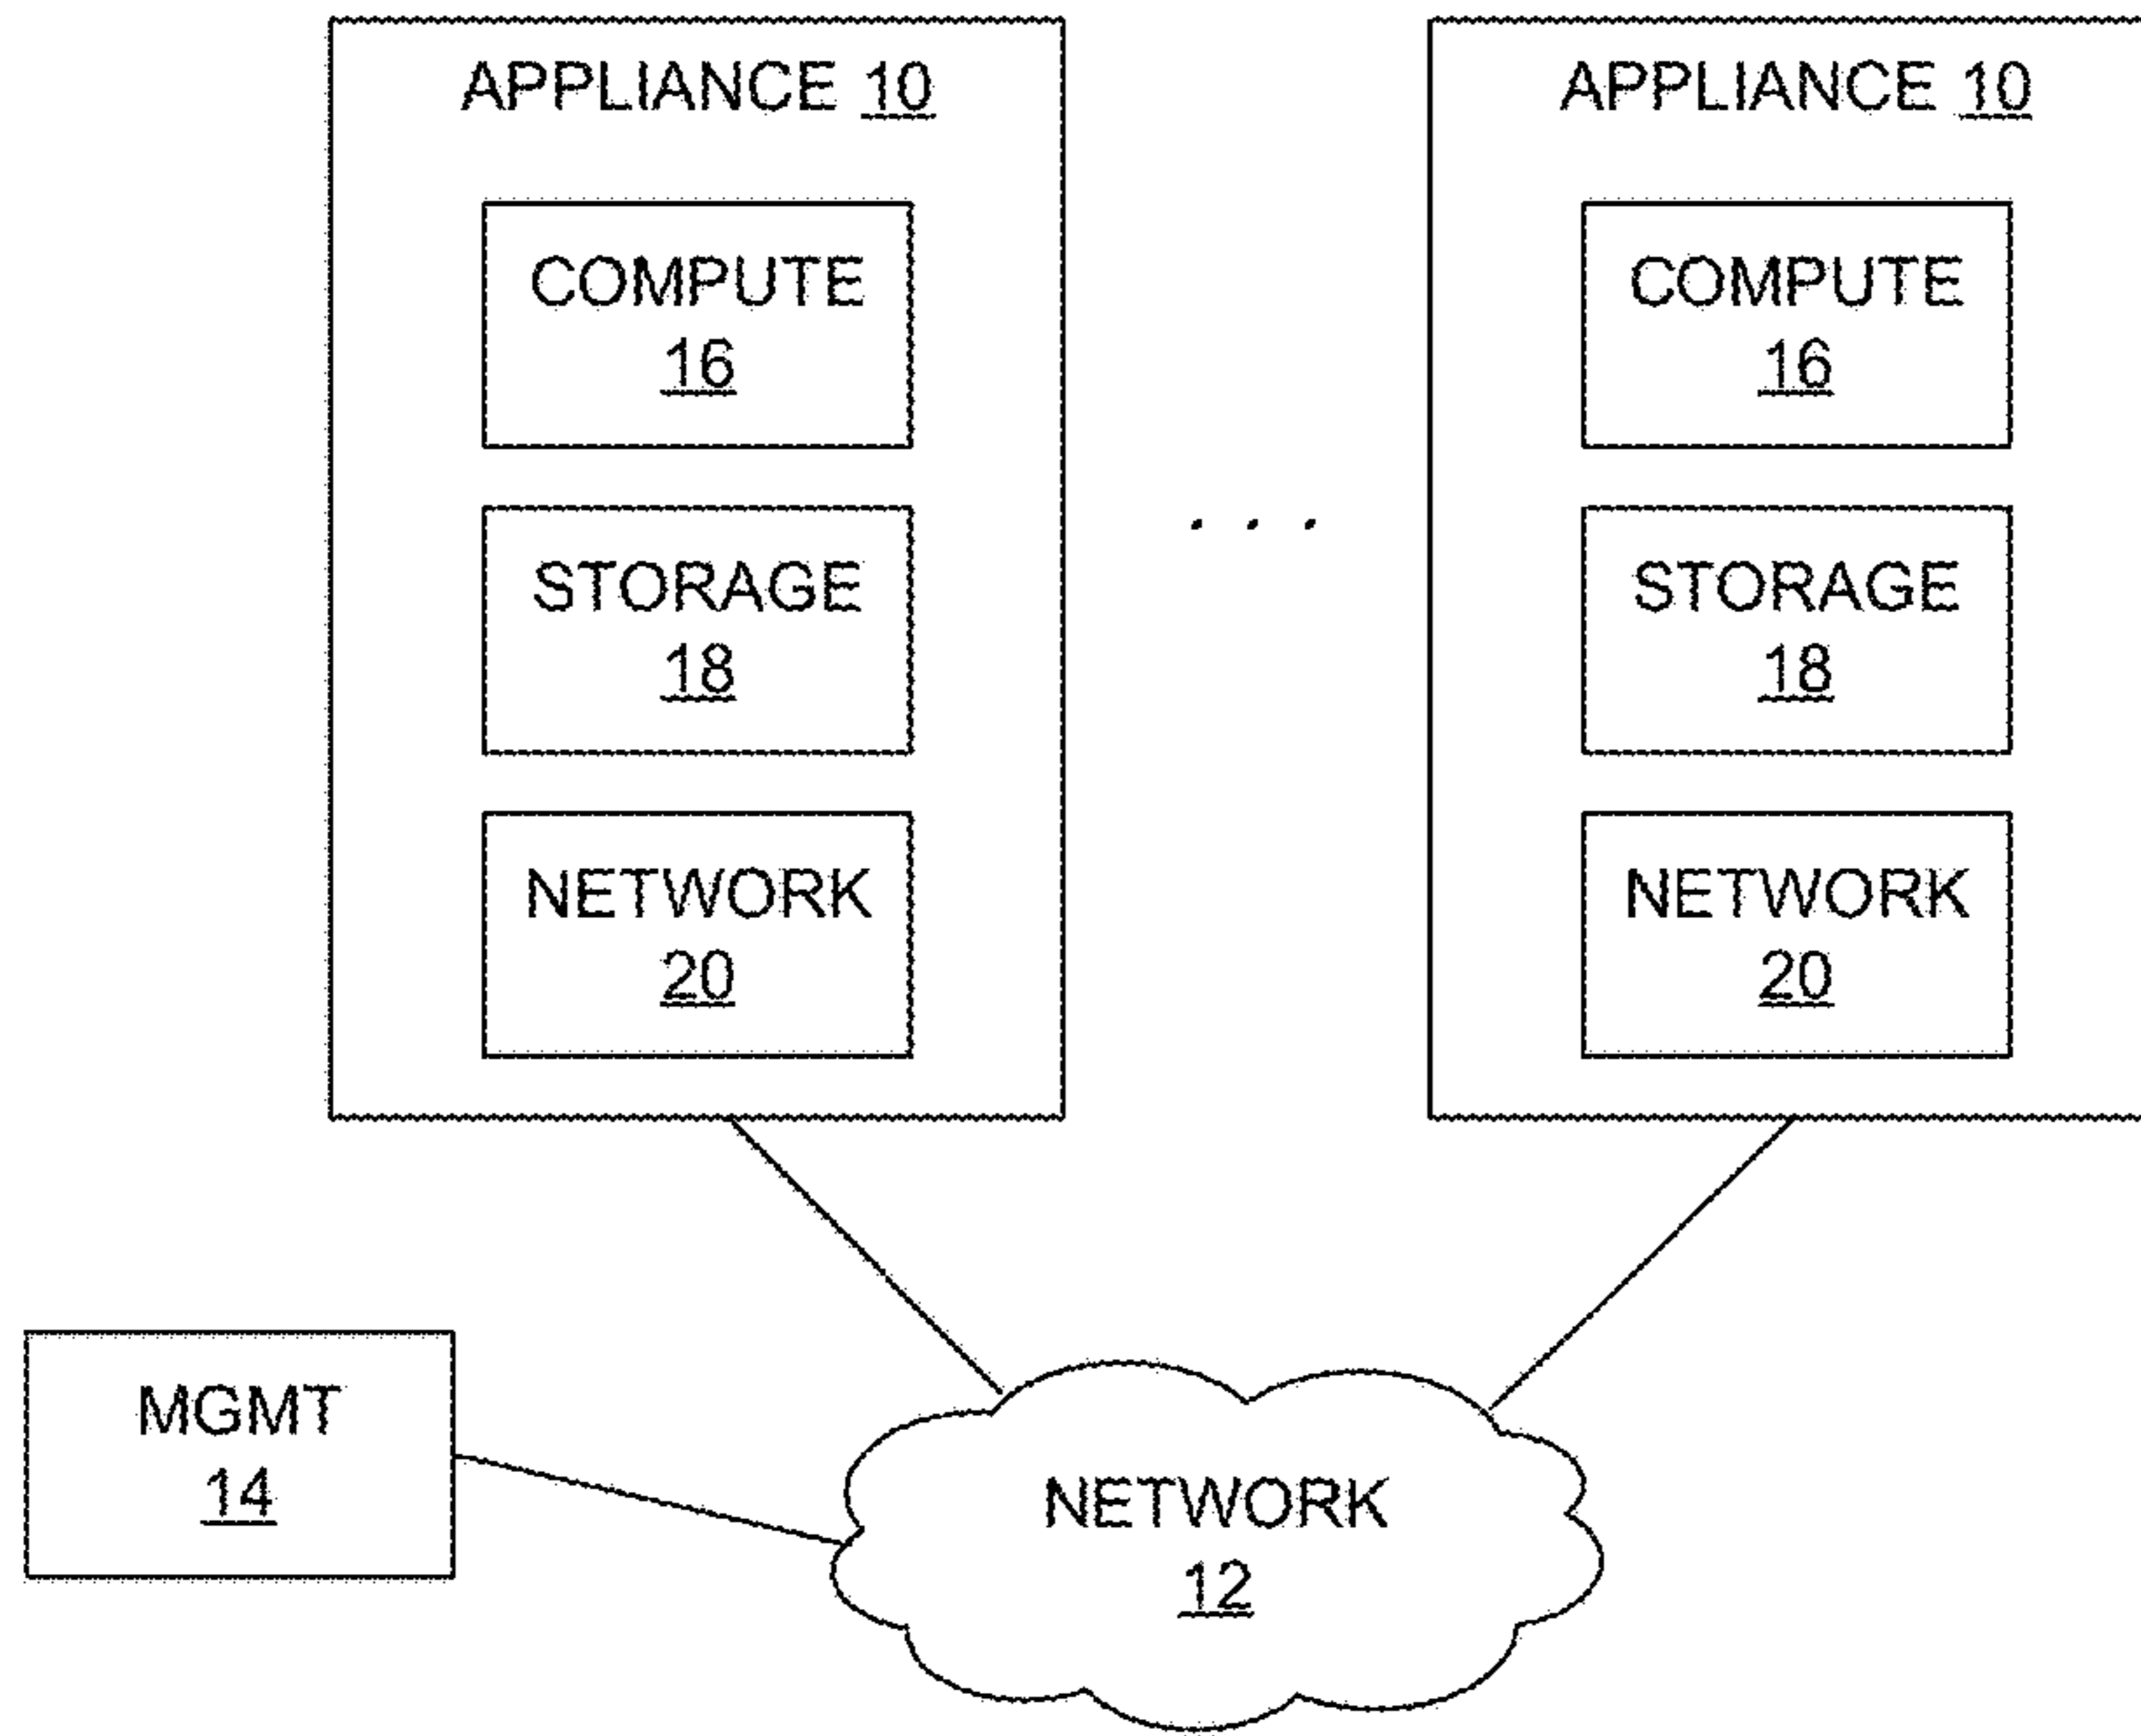 APPLIANCE 10
COMPUTE
16
STORAGE
18
NETWORK
20
. . .
APPLIANCE 10
COMPUTE
16
STORAGE
18
NETWORK
20
MGMT
14
NETWORK
12